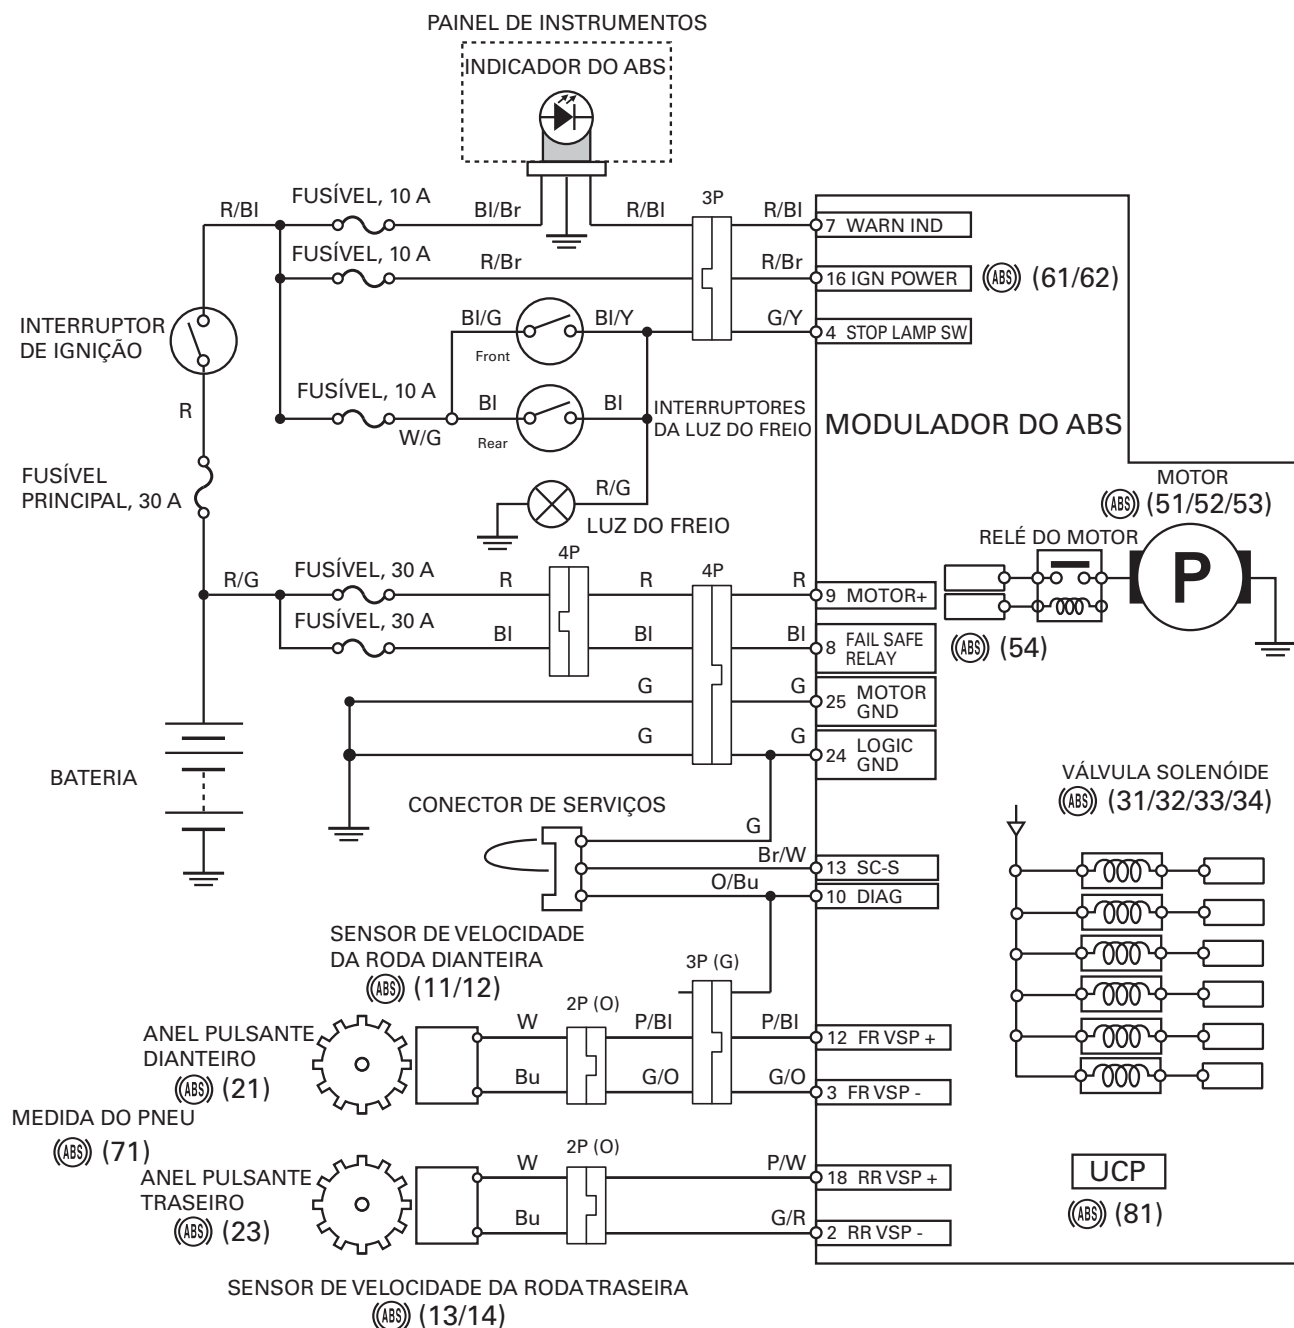 PAINEL DE INSTRUMENTOS
INDICADOR DO ABS
FUSÍVEL, 10 A
R/Bl
Bl/Br
R/Bl
3P
R/Bl
7 WARN IND
FUSÍVEL, 10 A
R/Br
R/Br
16 IGN POWER
(ABS) (61/62)
INTERRUPTOR
DE IGNIÇÃO
Bl/G
Bl/Y
G/Y
4 STOP LAMP SW
Front
FUSÍVEL, 10 A
R
W/G
Bl
Bl
Rear
INTERRUPTORES
DA LUZ DO FREIO
MODULADOR DO ABS
FUSÍVEL
PRINCIPAL, 30 A
R/G
LUZ DO FREIO
MOTOR
(ABS) (51/52/53)
RELÉ DO MOTOR
P
R/G
FUSÍVEL, 30 A
4P
4P
R
R
R
9 MOTOR+
FUSÍVEL, 30 A
Bl
Bl
Bl
8 FAIL SAFE
RELAY
(ABS) (54)
G
G
25 MOTOR
GND
G
G
24 LOGIC
GND
BATERIA
VÁLVULA SOLENÓIDE
(ABS) (31/32/33/34)
CONECTOR DE SERVIÇOS
G
Br/W
13 SC-S
O/Bu
10 DIAG
SENSOR DE VELOCIDADE
DA RODA DIANTEIRA
(ABS) (11/12)
3P (G)
2P (O)
ANEL PULSANTE
DIANTEIRO
(ABS) (21)
W
P/Bl
P/Bl
12 FR VSP +
Bu
G/O
G/O
3 FR VSP -
MEDIDA DO PNEU
(ABS) (71)
2P (O)
ANEL PULSANTE
TRASEIRO
(ABS) (23)
W
P/W
18 RR VSP +
Bu
G/R
2 RR VSP -
UCP
(ABS) (81)
SENSOR DE VELOCIDADE DA RODA TRASEIRA
(ABS) (13/14)